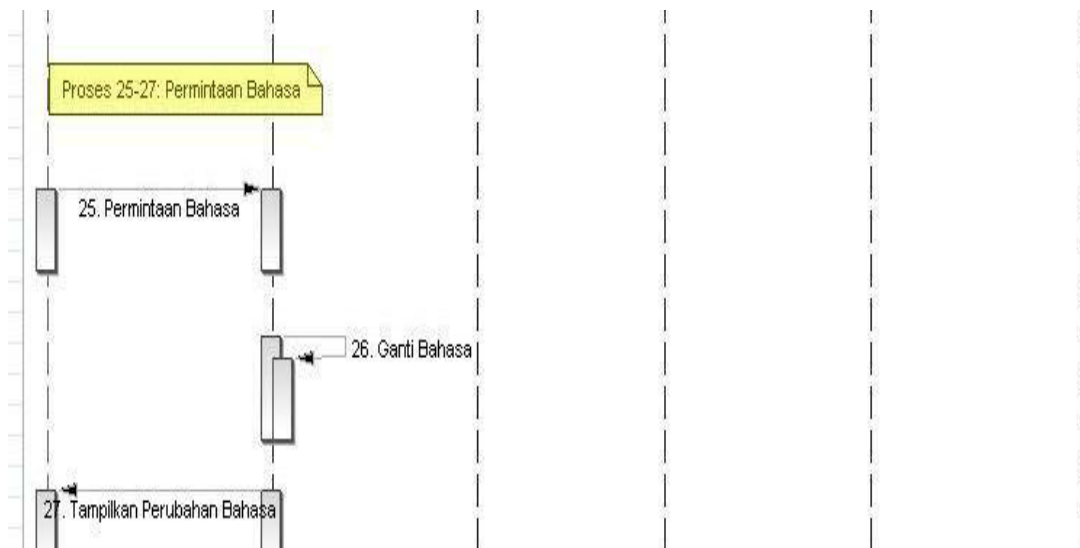 Proses 25-27: Permintaan Bahasa
25. Permintaan Bahasa
26. Ganti Bahasa
27. Tampilkan Perubahan Bahasa